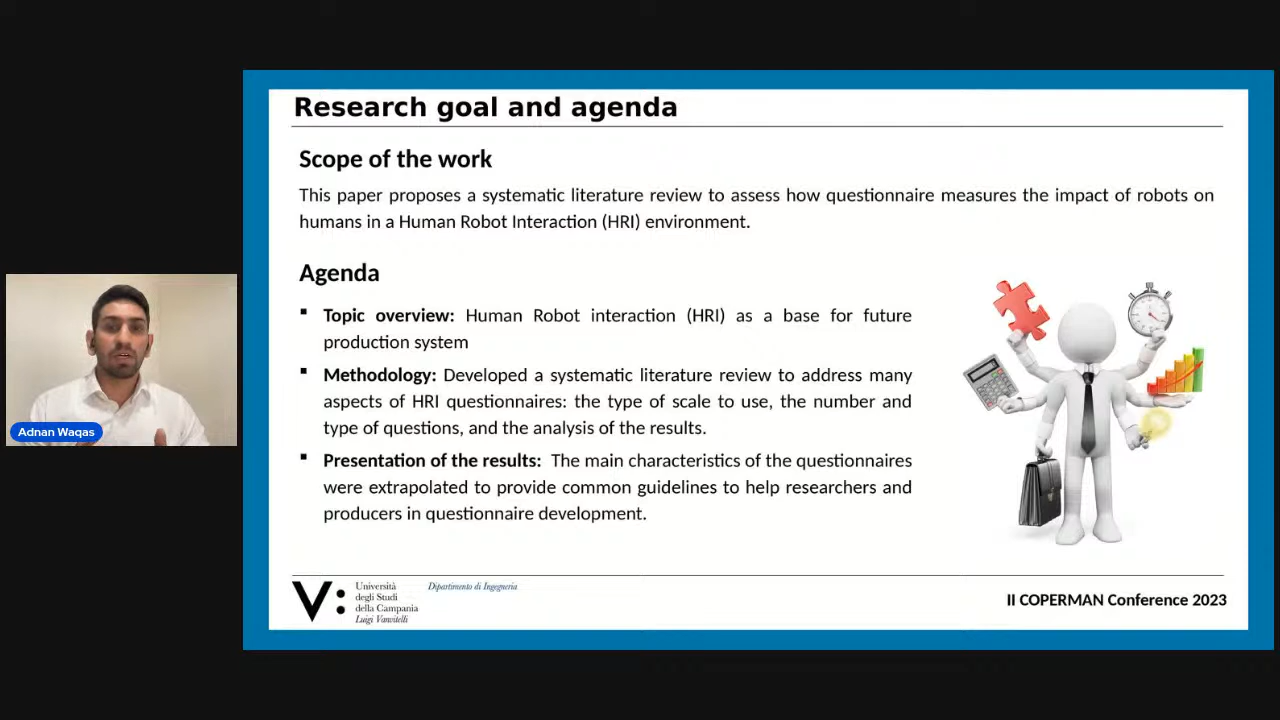 Research goal and agenda
Scope of the work
This paper proposes a systematic literature review to assess how questionnaire measures the impact of robots on
humans in a Human Robot Interaction (HRI) environment.
Agenda
▪ Topic overview: Human Robot interaction (HRI) as a base for future
production system
▪ Methodology: Developed a systematic literature review to address many
aspects of HRI questionnaires: the type of scale to use, the number and
type of questions, and the analysis of the results.
▪ Presentation of the results: The main characteristics of the questionnaires
were extrapolated to provide common guidelines to help researchers and
producers in questionnaire development.
Adnan Waqas
V:
Università
degli Studi
della Campania
Luigi Vanvitelli
Dipartimento di Ingegneria
II COPERMAN Conference 2023